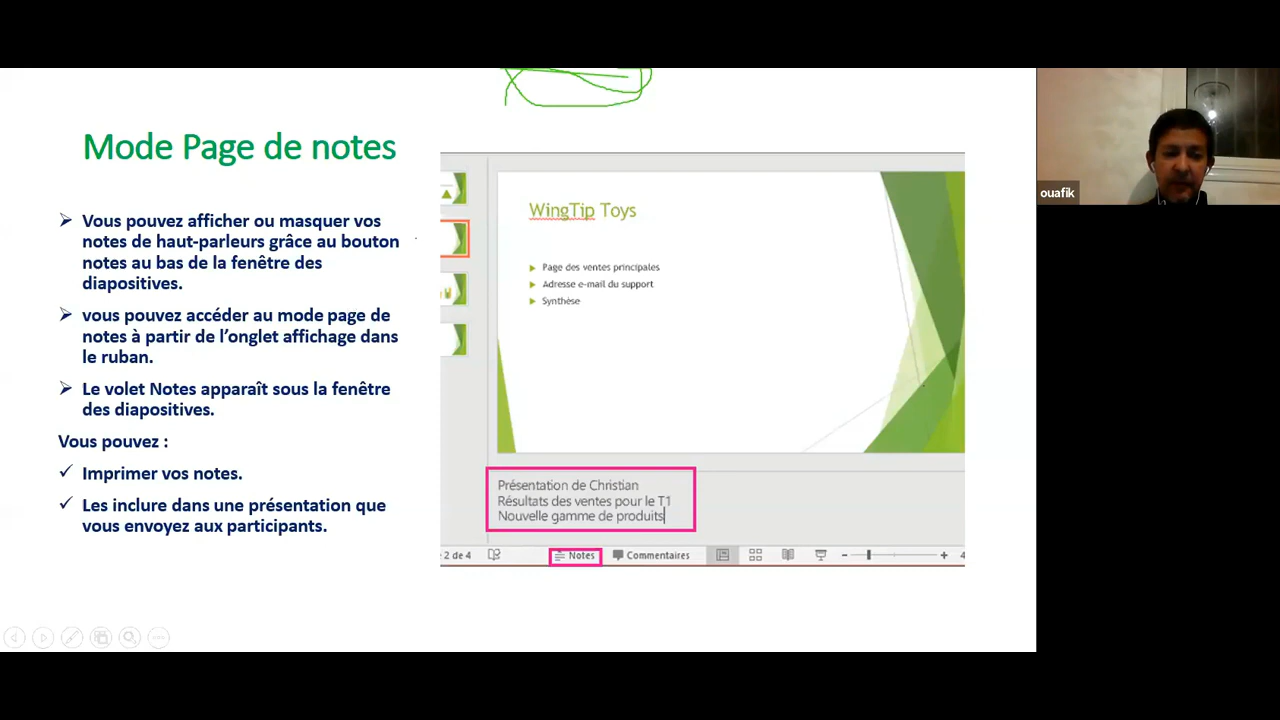 Mode Page de notes
Vous pouvez afficher ou masquer vos
notes de haut-parleurs grâce au bouton
notes au bas de la fenêtre des
diapositives.
vous pouvez accéder au mode page de
notes à partir de l'onglet affichage dans
le ruban.
Le volet Notes apparaît sous la fenêtre
des diapositives.
Vous pouvez :
Imprimer vos notes.
Les inclure dans une présentation que
vous envoyez aux participants.
WingTip Toys
Page des ventes principales
Adresse e-mail du support
Synthèse
Présentation de Christian
Résultats des ventes pour le T1
Nouvelle gamme de produits
2 de 4 Notes Commentaires 4
ouafik